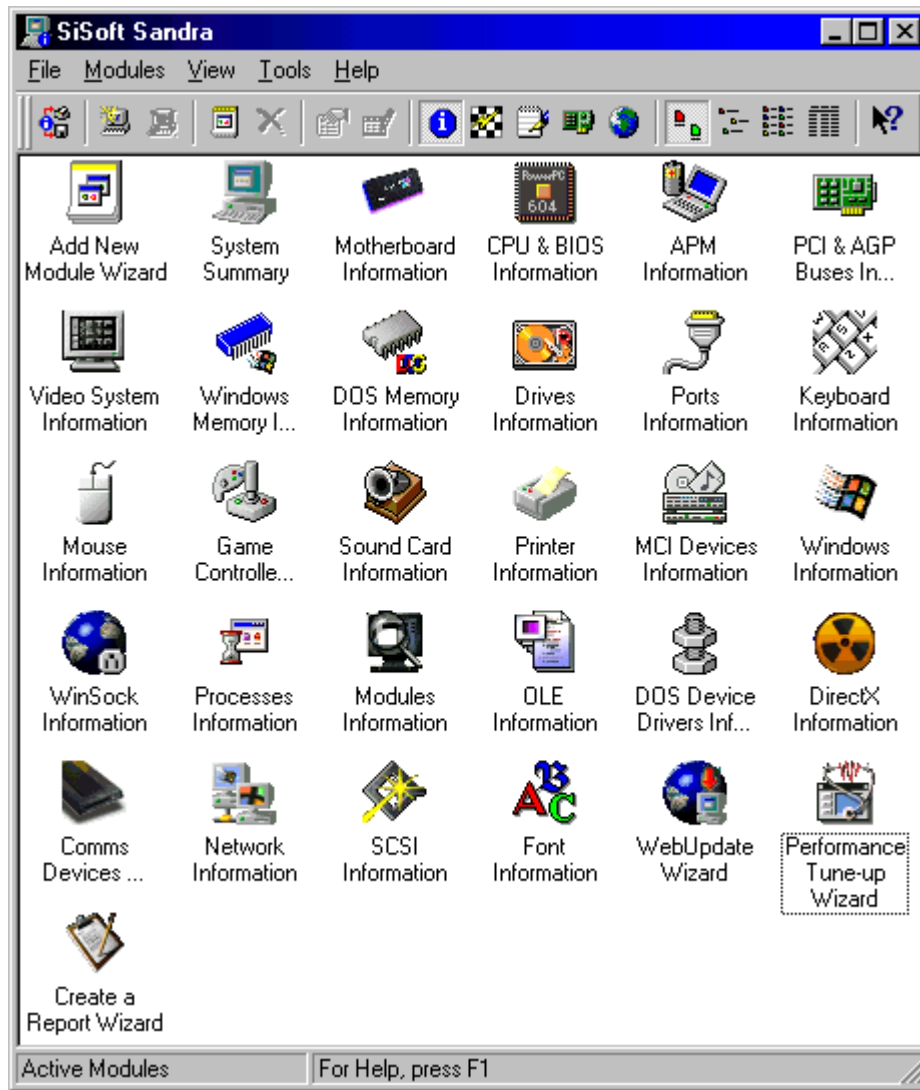 SiSoft Sandra
File Modules View Tools Help
Add New
Module Wizard
System
Summary
Motherboard
Information
PowerPC
604
CPU & BIOS
Information
APM
Information
PCI & AGP
Buses In...
Video System
Information
Windows
Memory I...
DOS Memory
Information
Drives
Information
Ports
Information
Keyboard
Information
Mouse
Information
Game
Controlle...
Sound Card
Information
Printer
Information
MCI Devices
Information
Windows
Information
WinSock
Information
Processes
Information
Modules
Information
OLE
Information
DOS Device
Drivers Inf...
DirectX
Information
Comms
Devices ...
Network
Information
SCSI
Information
ABC
Font
Information
WebUpdate
Wizard
Performance
Tune-up
Wizard
Create a
Report Wizard
Active Modules
For Help, press F1